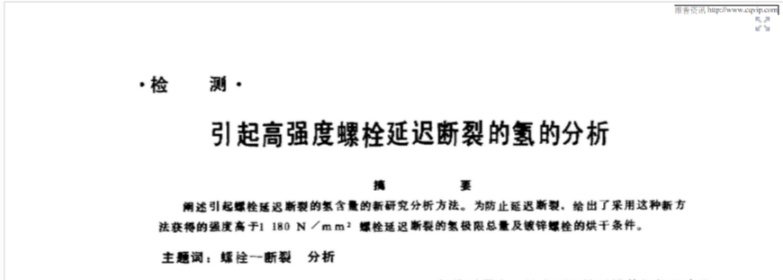 维普资讯 http://www.cqvip.com
·检 测·
引起高强度螺栓延迟断裂的氢的分析
摘 要
阐述引起螺栓延迟断裂的氢含量的新研究分析方法。为防止延迟断裂，给出了采用这种新方
法获得的强度高于1 180 N／mm² 螺栓延迟断裂的氢极限总量及镀锌螺栓的烘干条件。
主题词：螺栓—断裂 分析